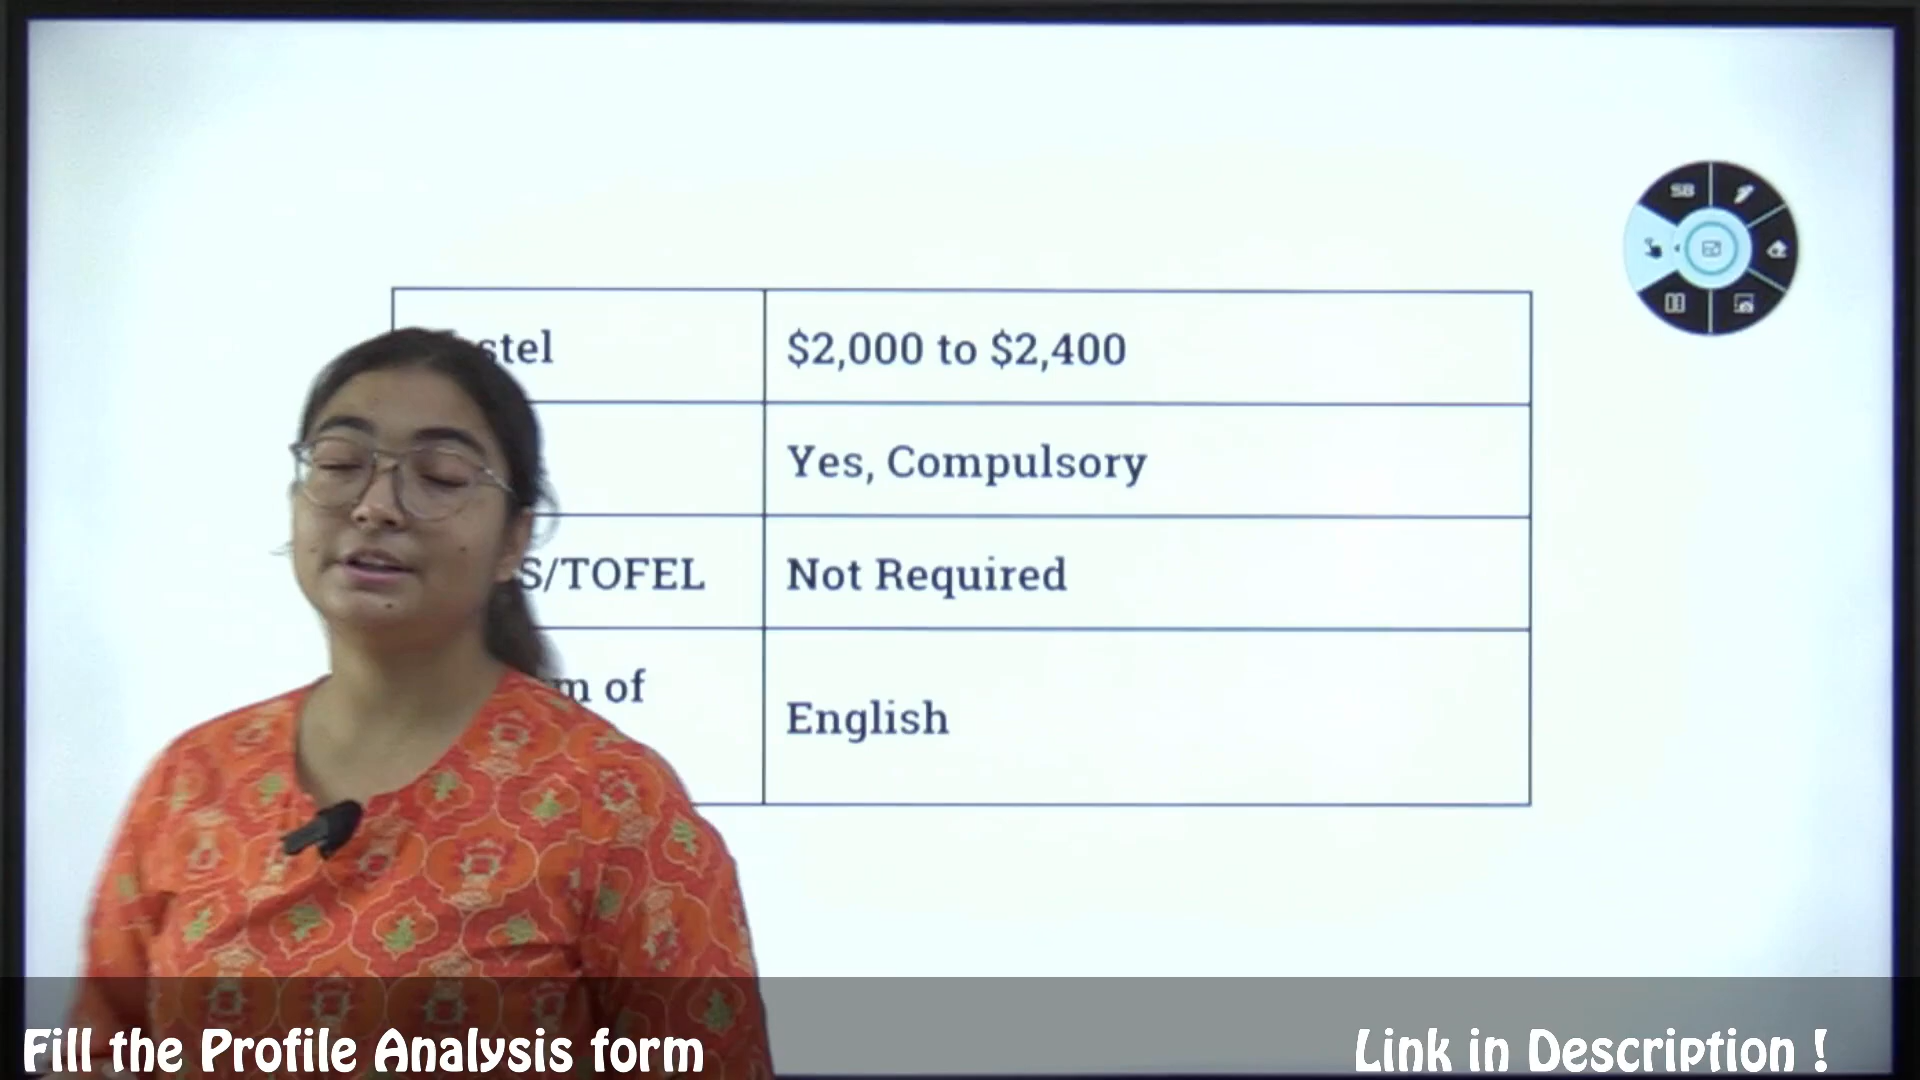 SB
stel $2,000 to $2,400
Yes, Compulsory
S/TOFEL Not Required
m of
English
Fill the Profile Analysis form Link in Description !